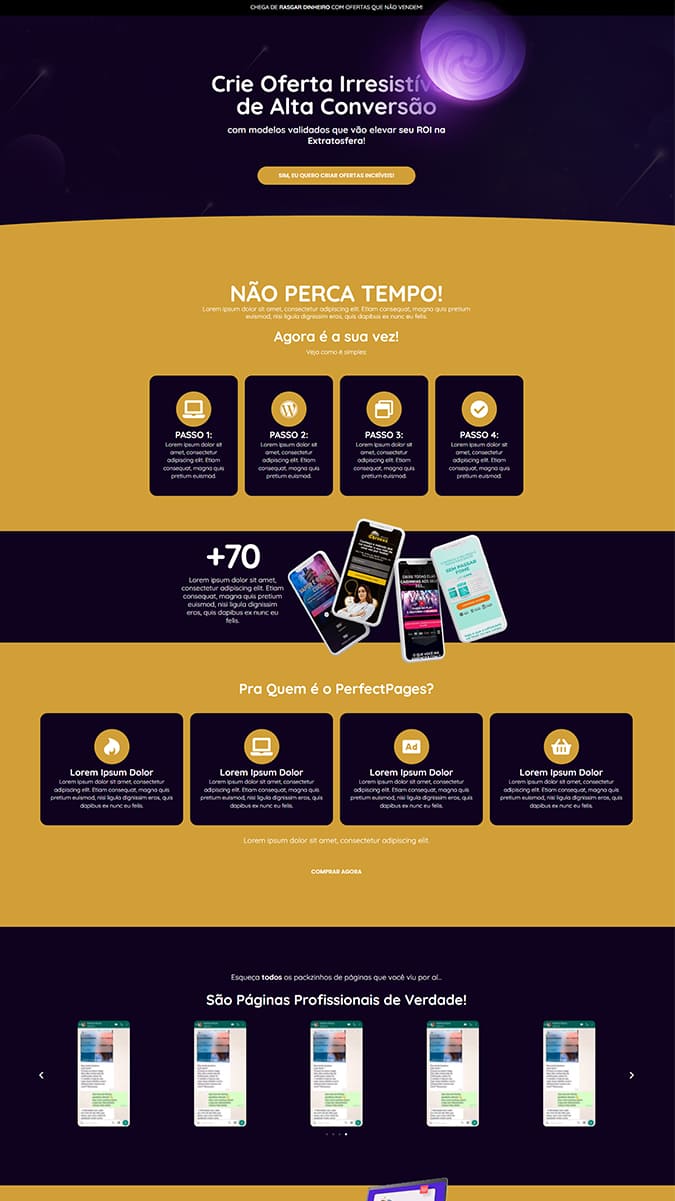 CHEGA DE RASGAR DINHEIRO COM OFERTAS QUE NÃO VENDEM!
Crie Oferta Irresistív
de Alta Conversão
com modelos validados que vão elevar seu ROI na
Extratosfera!
SIM, EU QUERO CRIAR OFERTAS INCRÍVEIS!
NÃO PERCA TEMPO!
Lorem ipsum dolor sit amet, consectetur adipiscing elit. Etiam consequat, magna quis pretium
euismod, nisi ligula dignissim eros, quis dapibus ex nunc eu felis.
Agora é a sua vez!
Veja como é simples:
PASSO 1:
Lorem ipsum dolor sit
amet, consectetur
adipiscing elit. Etiam
consequat, magna quis
pretium euismod.
PASSO 2:
Lorem ipsum dolor sit
amet, consectetur
adipiscing elit. Etiam
consequat, magna quis
pretium euismod.
PASSO 3:
Lorem ipsum dolor sit
amet, consectetur
adipiscing elit. Etiam
consequat, magna quis
pretium euismod.
PASSO 4:
Lorem ipsum dolor sit
amet, consectetur
adipiscing elit. Etiam
consequat, magna quis
pretium euismod.
+70
Lorem ipsum dolor sit amet,
consectetur adipiscing elit. Etiam
consequat, magna quis pretium
euismod, nisi ligula dignissim
eros, quis dapibus ex nunc eu
felis.
SEM PASSAR
FOME
Pra Quem é o PerfectPages?
Lorem Ipsum Dolor
Lorem ipsum dolor sit amet, consectetur
adipiscing elit. Etiam consequat, magna quis
pretium euismod, nisi ligula dignissim eros, quis
dapibus ex nunc eu felis.
Lorem Ipsum Dolor
Lorem ipsum dolor sit amet, consectetur
adipiscing elit. Etiam consequat, magna quis
pretium euismod, nisi ligula dignissim eros, quis
dapibus ex nunc eu felis.
Ad
Lorem Ipsum Dolor
Lorem ipsum dolor sit amet, consectetur
adipiscing elit. Etiam consequat, magna quis
pretium euismod, nisi ligula dignissim eros, quis
dapibus ex nunc eu felis.
Lorem Ipsum Dolor
Lorem ipsum dolor sit amet, consectetur
adipiscing elit. Etiam consequat, magna quis
pretium euismod, nisi ligula dignissim eros, quis
dapibus ex nunc eu felis.
Lorem ipsum dolor sit amet, consectetur adipiscing elit.
COMPRAR AGORA
Esqueça todos os packzinhos de páginas que você viu por aí...
São Páginas Profissionais de Verdade!